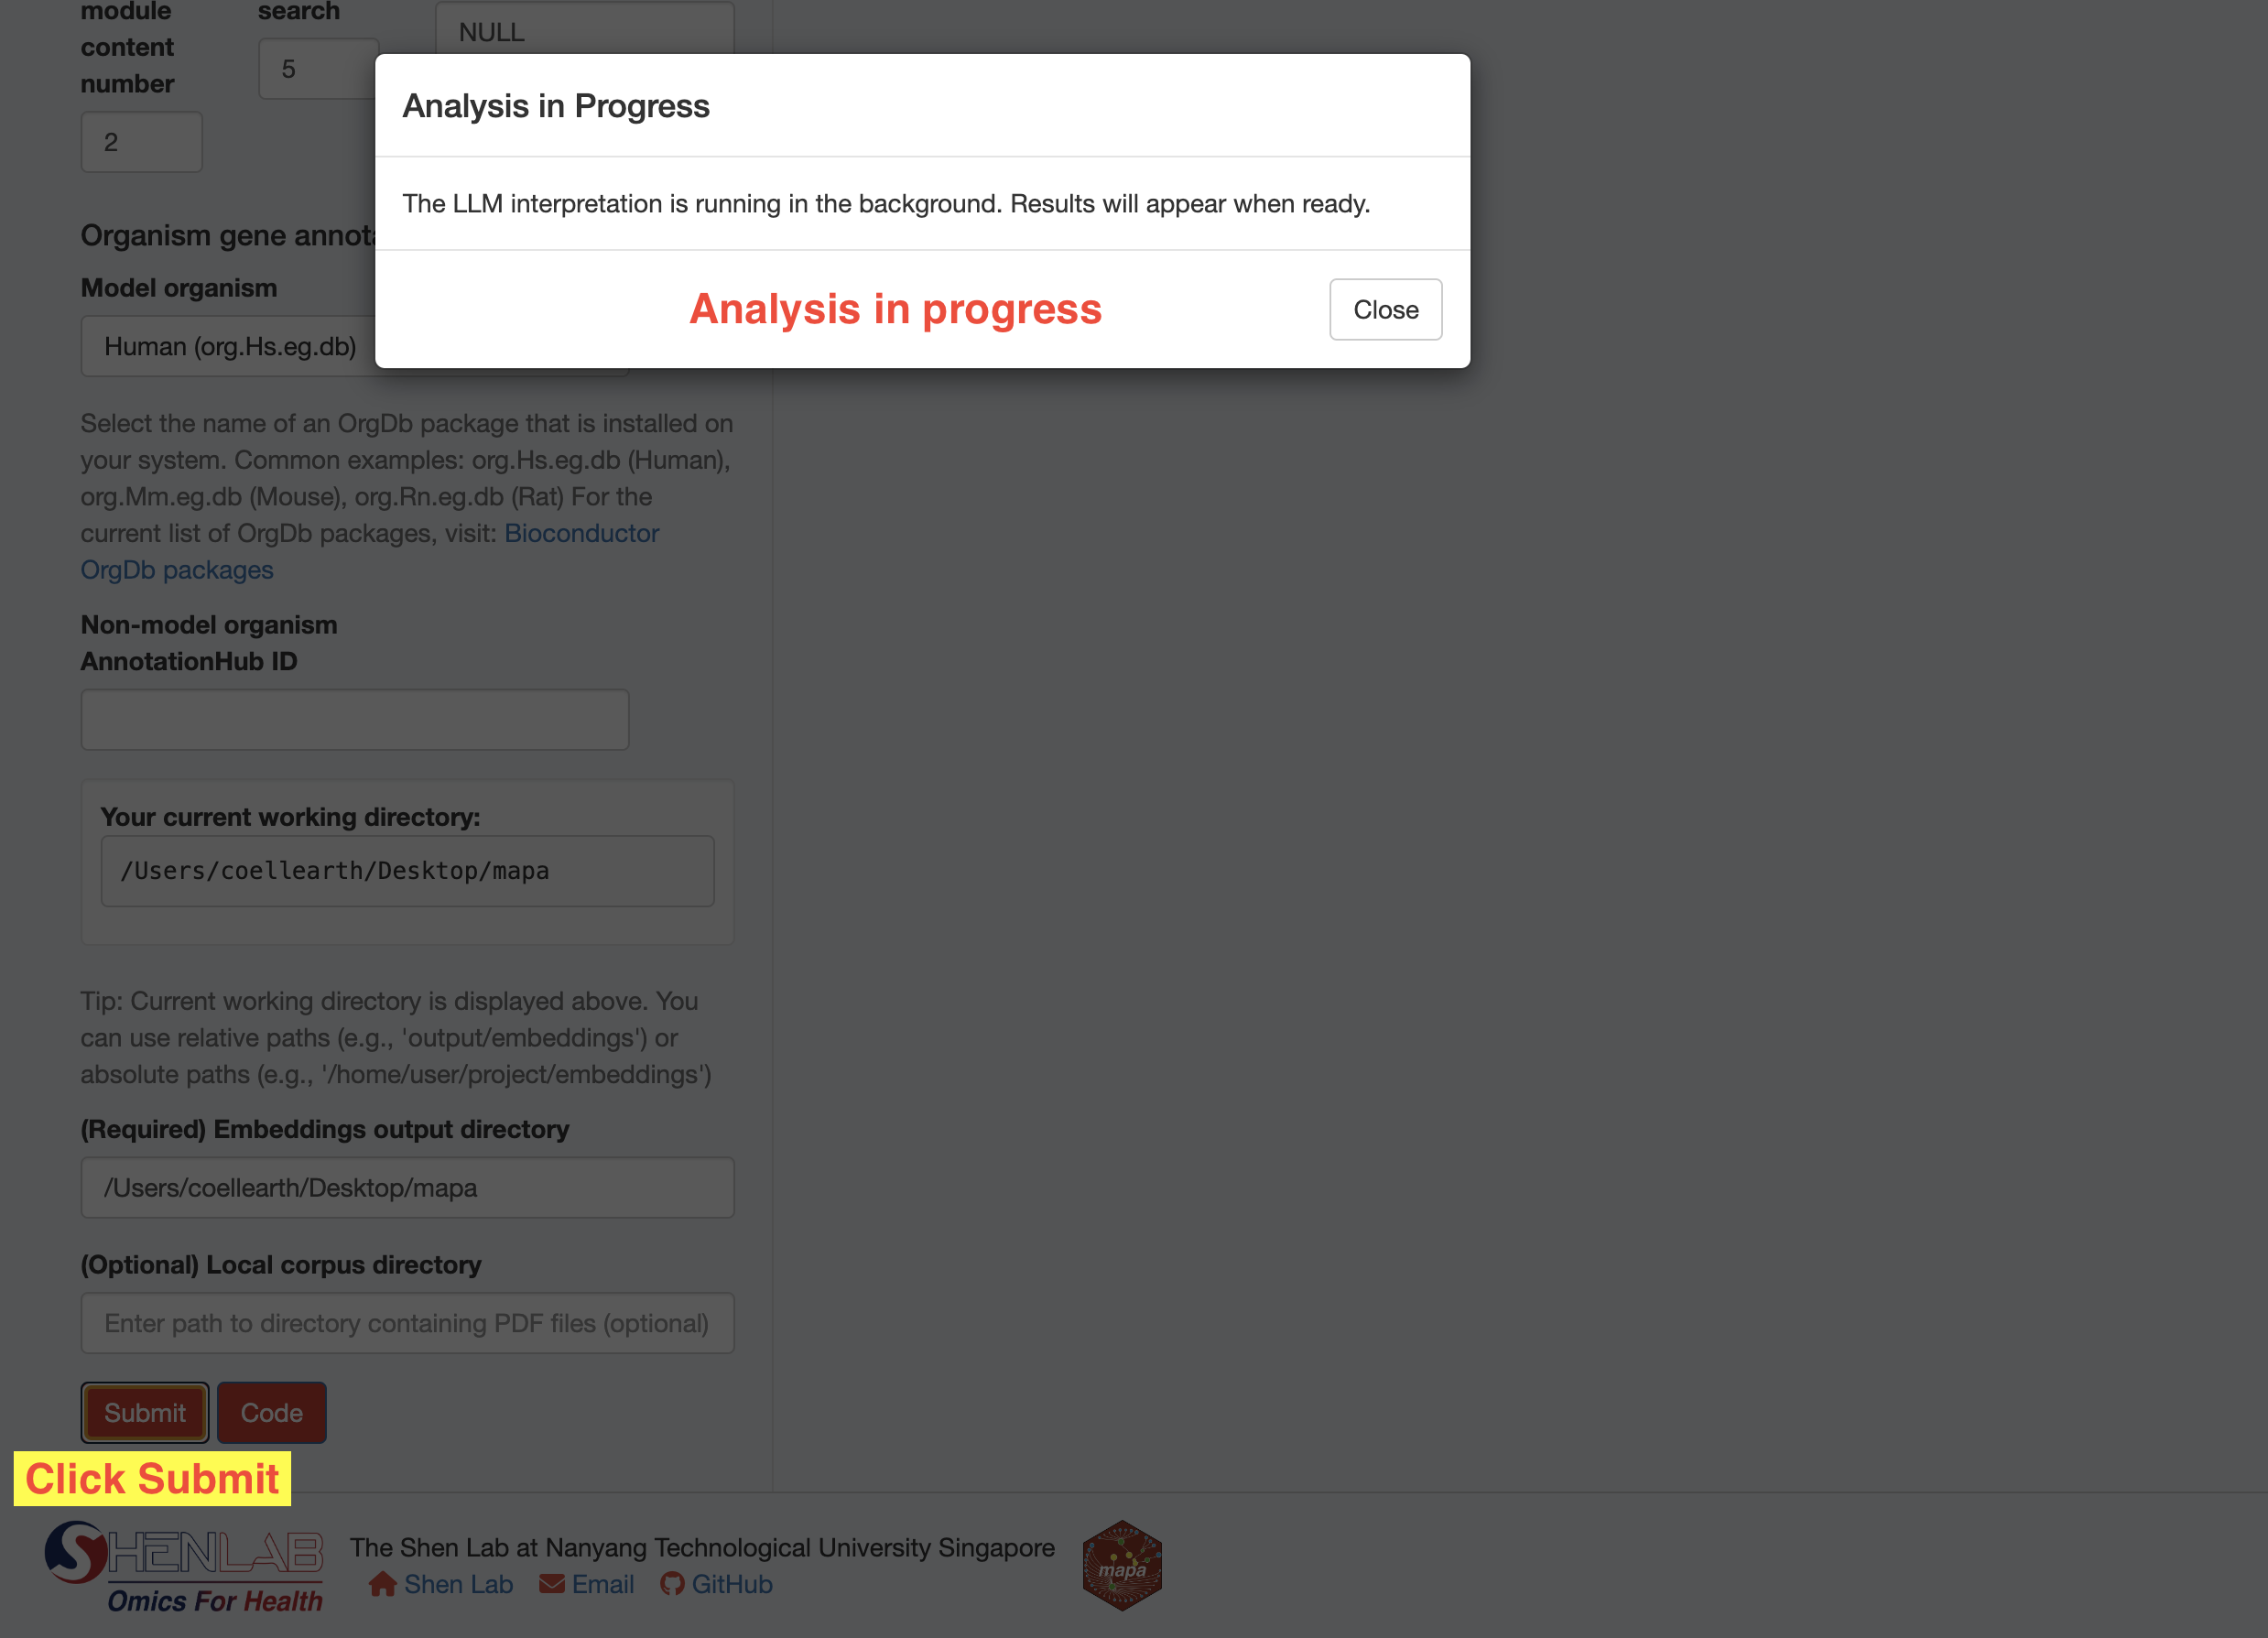 module
content
number
search
NULL
5
2
Analysis in Progress
The LLM interpretation is running in the background. Results will appear when ready.
Analysis in progress
Close
Organism gene annota
Model organism
Human (org.Hs.eg.db)
Select the name of an OrgDb package that is installed on
your system. Common examples: org.Hs.eg.db (Human),
org.Mm.eg.db (Mouse), org.Rn.eg.db (Rat) For the
current list of OrgDb packages, visit: Bioconductor
OrgDb packages
Non-model organism
AnnotationHub ID
Your current working directory:
/Users/coellearth/Desktop/mapa
Tip: Current working directory is displayed above. You
can use relative paths (e.g., 'output/embeddings') or
absolute paths (e.g., '/home/user/project/embeddings')
(Required) Embeddings output directory
/Users/coellearth/Desktop/mapa
(Optional) Local corpus directory
Enter path to directory containing PDF files (optional)
Submit Code
Click Submit
SHENLAB
Omics For Health
The Shen Lab at Nanyang Technological University Singapore
Shen Lab Email GitHub
mapa